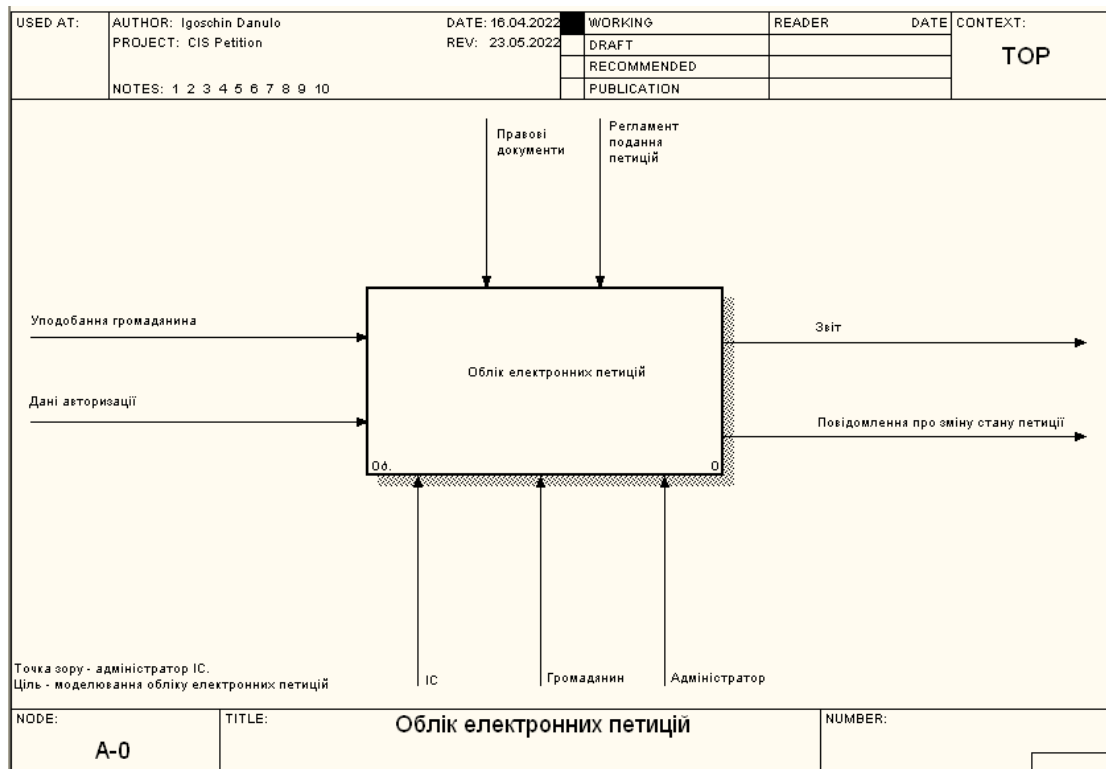 USED AT:
AUTHOR: Igoschin Danulo
DATE: 16.04.2022
WORKING
READER
DATE
CONTEXT:
PROJECT: CIS Petition
REV: 23.05.2022
DRAFT
TOP
RECOMMENDED
NOTES: 1 2 3 4 5 6 7 8 9 10
PUBLICATION
Правові
документи
Регламент
подання
петицій
Уподобання громадянина
Звіт
Облік електронних петицій
Дані авторизації
Повідомлення про зміну стану петиції
0д.
0
Точка зору - адміністратор ІС.
Ціль - моделювання обліку електронних петицій
ІС
Громадянин
Адміністратор
NODE:
TITLE:
Облік електронних петицій
NUMBER:
A-0